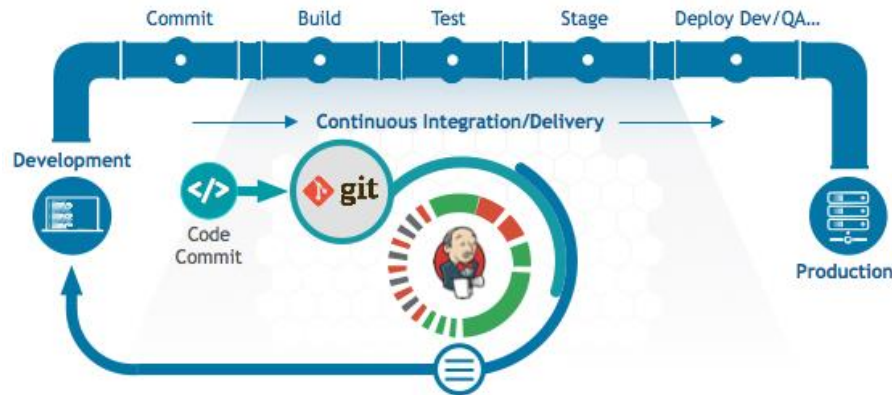 Commit
Build
Test
Stage
Deploy Dev/QA...
Continuous Integration/Delivery
Development
</>
git
Code
Commit
Production